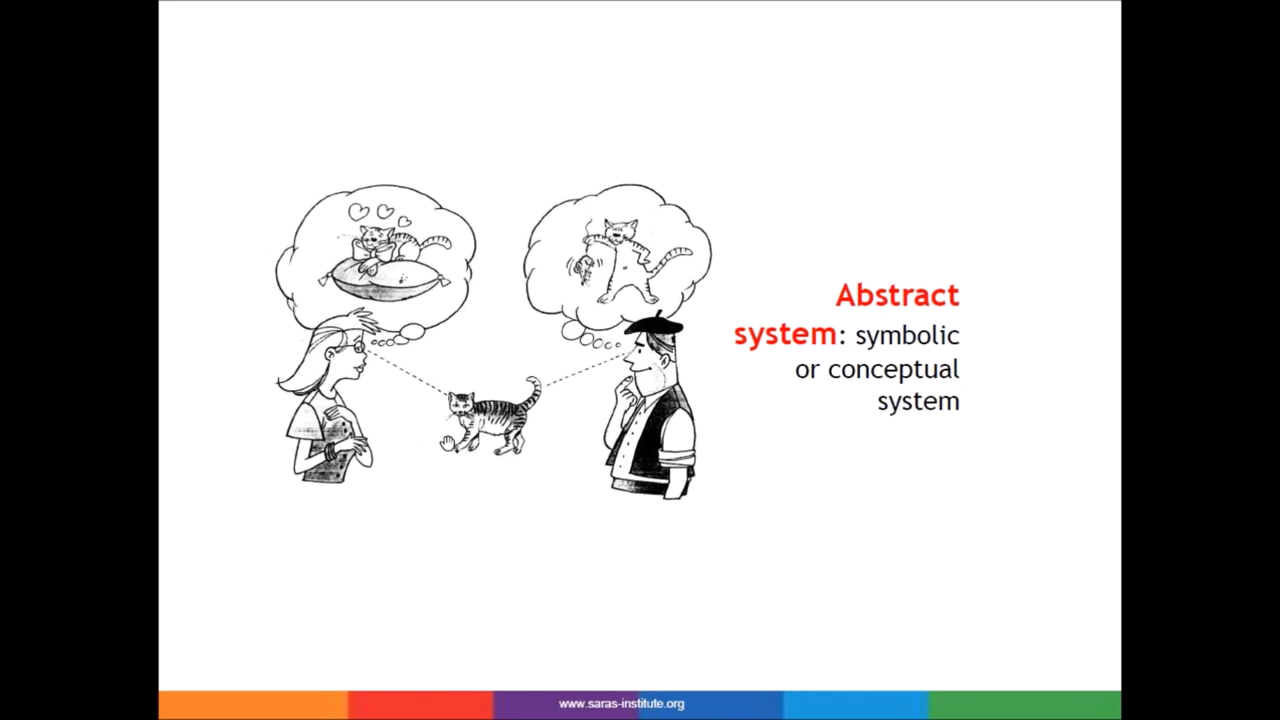 Abstract
system: symbolic
or conceptual
system
www.saras-institute.org